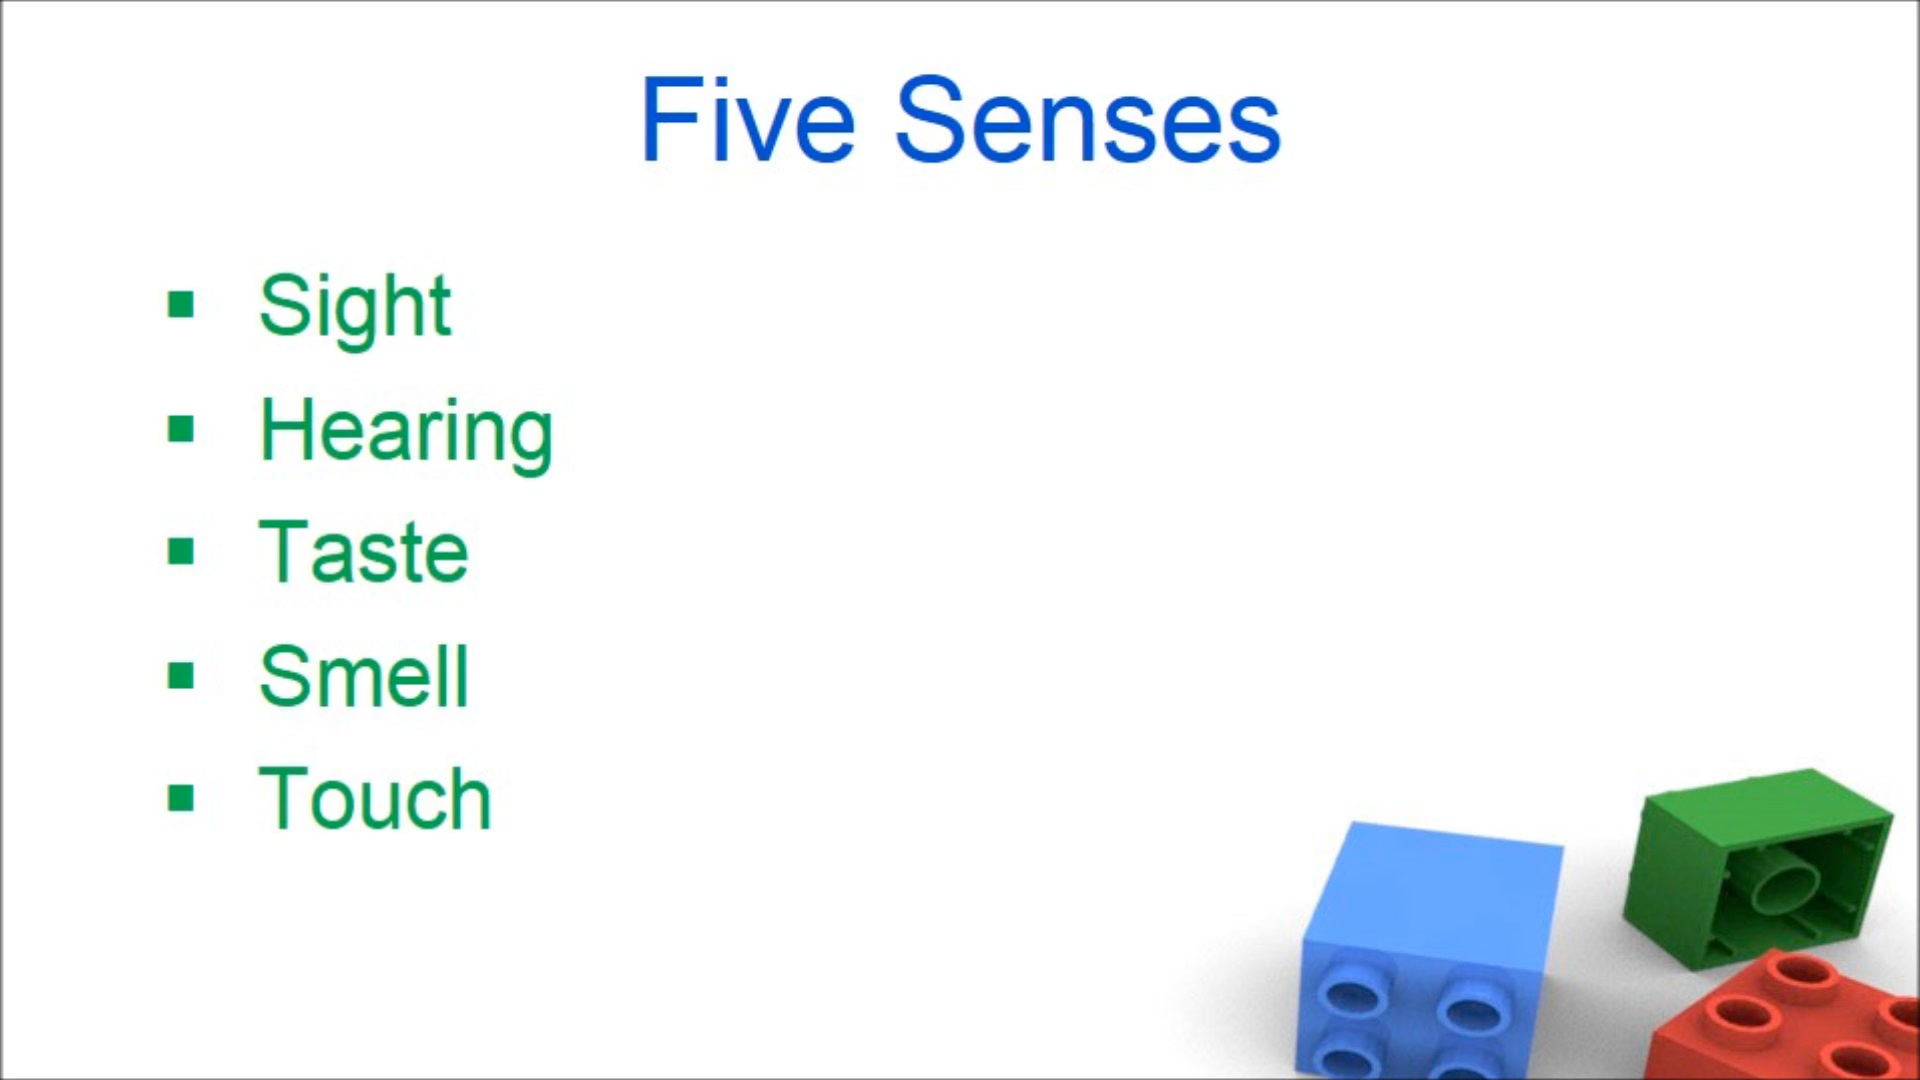 Five Senses
▪ Sight
▪ Hearing
▪ Taste
▪ Smell
▪ Touch